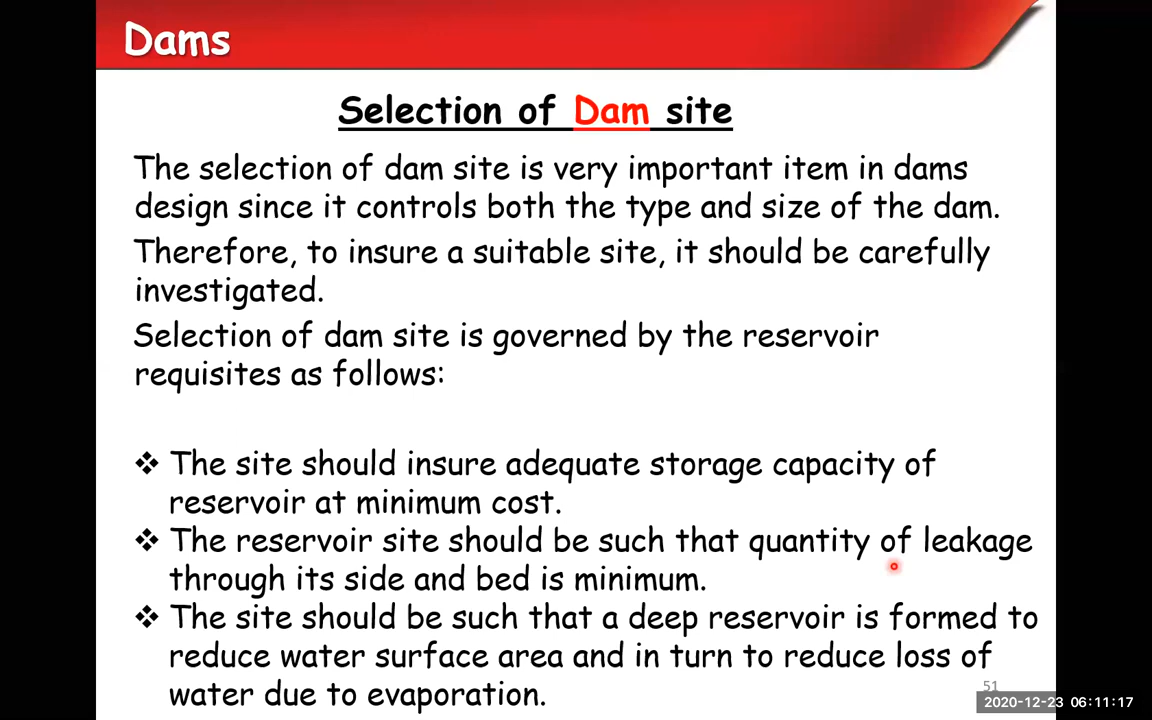 Dams
Selection of Dam site
The selection of dam site is very important item in dams
design since it controls both the type and size of the dam.
Therefore, to insure a suitable site, it should be carefully
investigated.
Selection of dam site is governed by the reservoir
requisites as follows:
❖ The site should insure adequate storage capacity of
reservoir at minimum cost.
❖ The reservoir site should be such that quantity of leakage
through its side and bed is minimum.
❖ The site should be such that a deep reservoir is formed to
reduce water surface area and in turn to reduce loss of
water due to evaporation.
51
2020-12-23 06:11:17